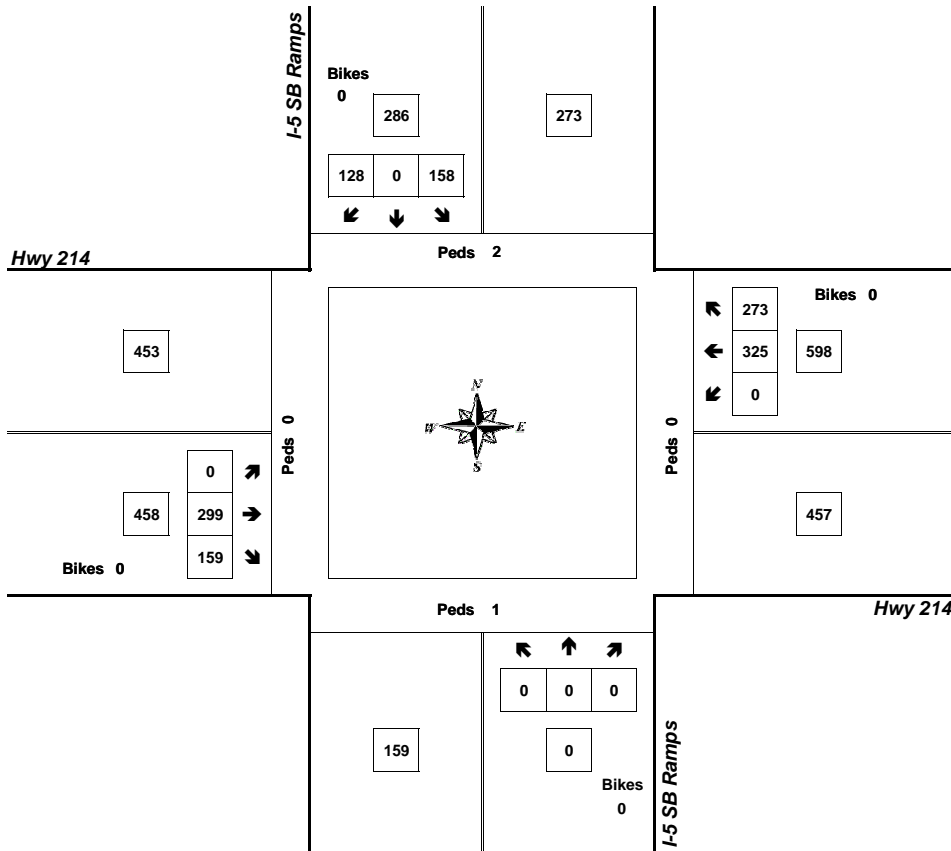 I-5 SB Ramps
Bikes
0
286
273
128 0 158
Peds 2
Hwy 214
453
273
325
0
598
Bikes 0
Peds 0
N
W E
S
Peds 0
458
0
299
159
Bikes 0
457
Peds 1
Hwy 214
0 0 0
159
0
Bikes
0
I-5 SB Ramps